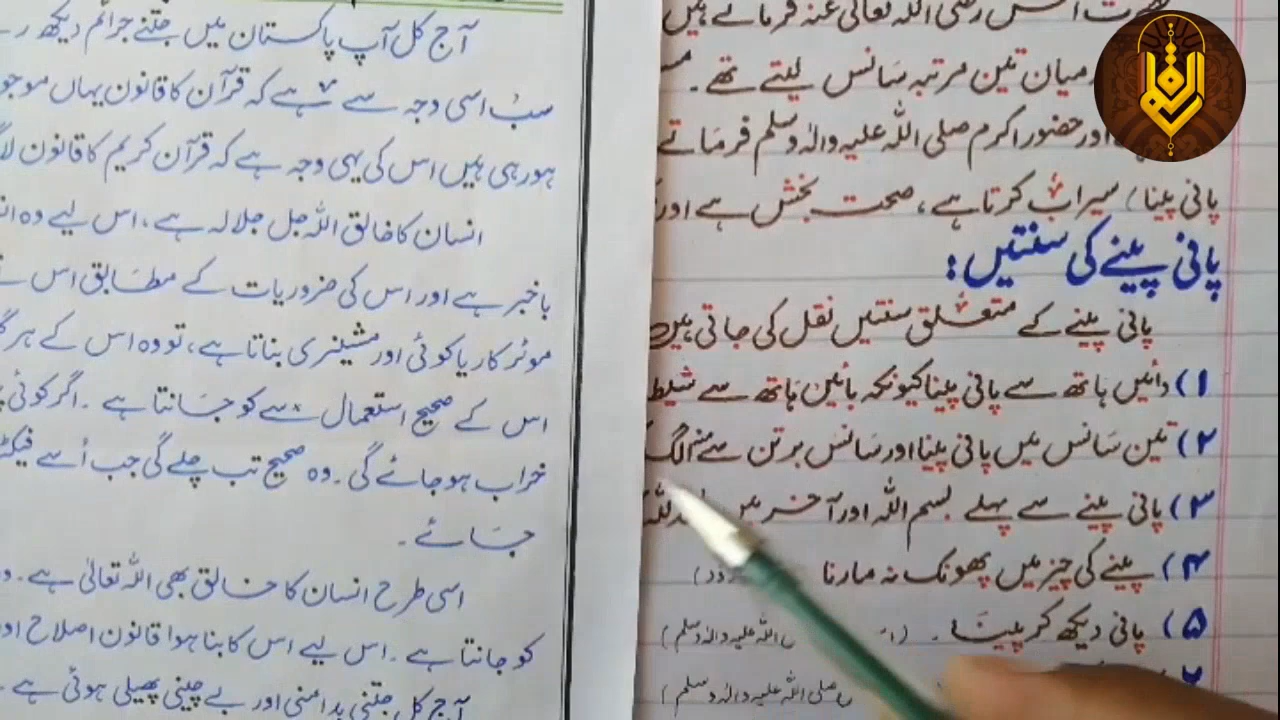 حضرت انس رضی اللہ تعالیٰ عنہ فرماتے ہیں
درمیان تین مرتبہ سانس لیتے تھے۔
اور حضور اکرم صلی اللہ علیہ والہ وسلم فرماتے
پانی پینا) سیراب کرتا ہے، صحت بخش ہے اور
پانی پینے کی سنتیں:
پانی پینے کے متعلق سنتیں نقل کی جاتی ہیں
۱) دائیں ہاتھ سے پانی پینا کیونکہ بائیں ہاتھ سے شیط
۲) تین سانس میں پانی پینا اور سانس برتن سے منہ الگ
۳) پانی پینے سے پہلے بسم اللہ اور آخر میں
۴) پینے کی چیز میں پھونک نہ مارنا
۵) پانی دیکھ کر پینا۔ اللہ علیہ والہ وسلم)
صلی اللہ علیہ والہ وسلم)
آج کل آپ پاکستان میں جتنے جرائم دیکھ ر
سب اسی وجہ سے ہے کہ قرآن کا قانون یہاں موجو
ہو رہی ہیں اس کی یہی وجہ ہے کہ قرآن کریم کا قانون لا
انسان کا خالق اللہ جل جلالہ ہے، اس لیے وہ ان
باخبر ہے اور اس کی ضروریات کے مطابق اس
موٹر کار یا کوئی اور مشینری بناتا ہے، تو وہ اس کے ہر
اس کے صحیح استعمال سے کو جانتا ہے۔ اگر کوئی
خراب ہو جائے گی۔ وہ صحیح تب چلے گی جب اُسے فیکٹ
جائے۔
اسی طرح انسان کا خالق بھی اللہ تعالیٰ ہے۔
کو جانتا ہے۔ اس لیے اس کا بنا ہوا قانون اصلاح او
آج کل جتنی بدامنی اور بے چینی پھیلی ہوئی ہے۔